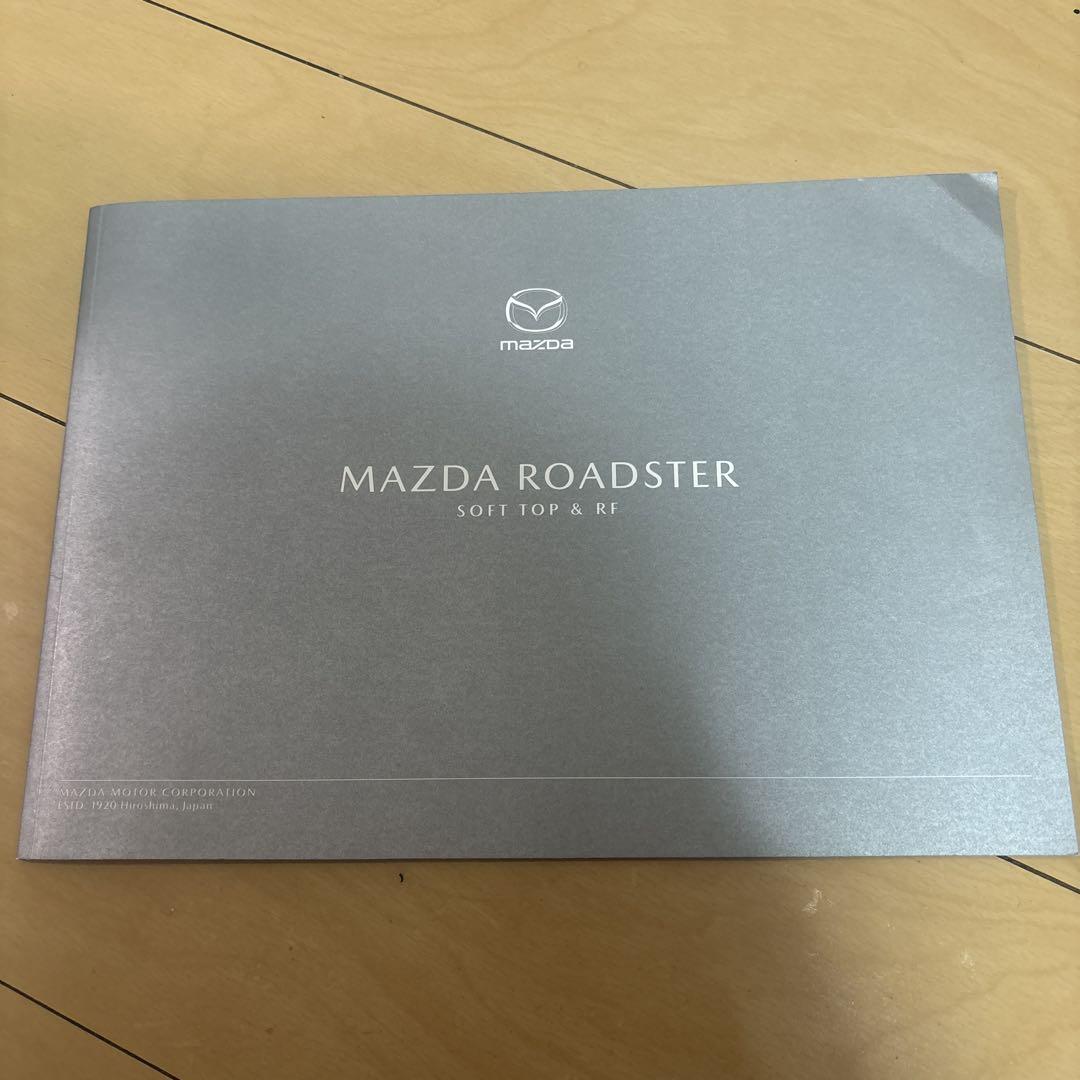 mazda
MAZDA ROADSTER
SOFT TOP & RF
MAZDA MOTOR CORPORATION
ESTD. 1920 Hiroshima, Japan